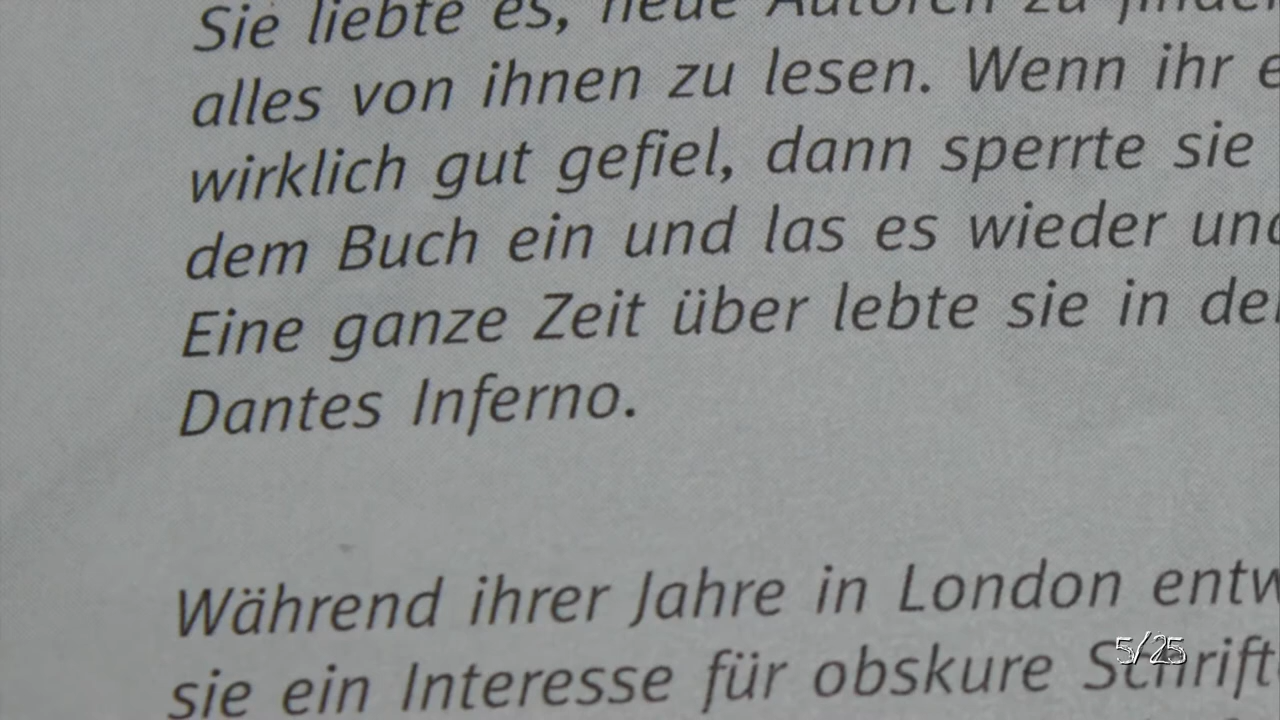 Sie liebte es, neue Autoren zu
alles von ihnen zu lesen. Wenn ihr
wirklich gut gefiel, dann sperrte sie
dem Buch ein und las es wieder
Eine ganze Zeit über lebte sie in
Dantes Inferno.
Während ihrer Jahre in London
sie ein Interesse für obskure
5/25